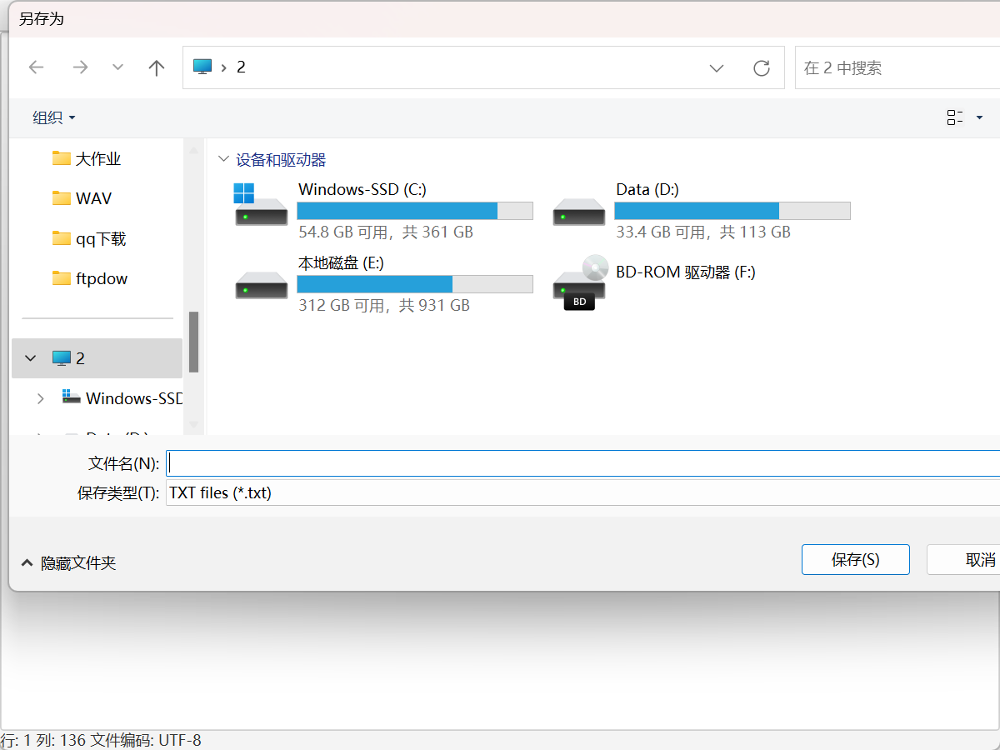 另存为
2
在 2 中搜索
组织
大作业
WAV
qq下载
ftpdow
2
Windows-SSD
设备和驱动器
Windows-SSD (C:)
54.8 GB 可用，共 361 GB
Data (D:)
33.4 GB 可用，共 113 GB
本地磁盘 (E:)
312 GB 可用，共 931 GB
BD-ROM 驱动器 (F:)
BD
文件名(N):
保存类型(T): TXT files (*.txt)
隐藏文件夹
保存(S)
取消
行: 1 列: 136 文件编码: UTF-8